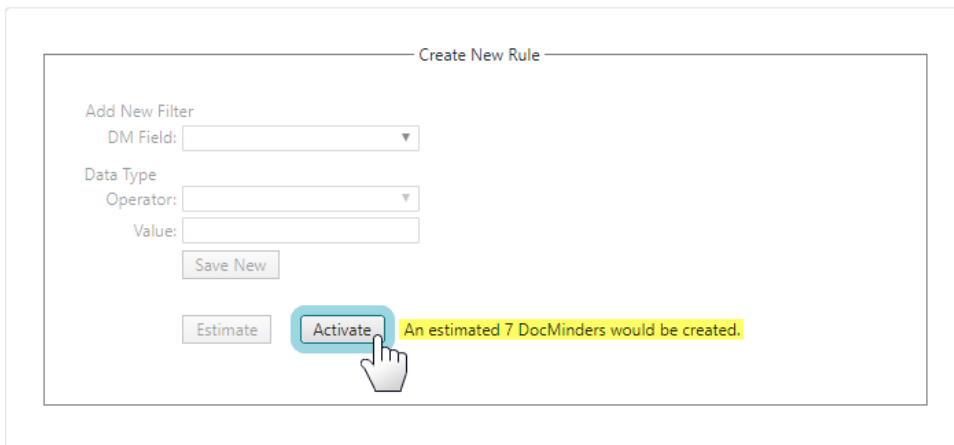 Create New Rule
Add New Filter
DM Field:
Data Type
Operator:
Value:
Save New
Estimate Activate An estimated 7 DocMinders would be created.